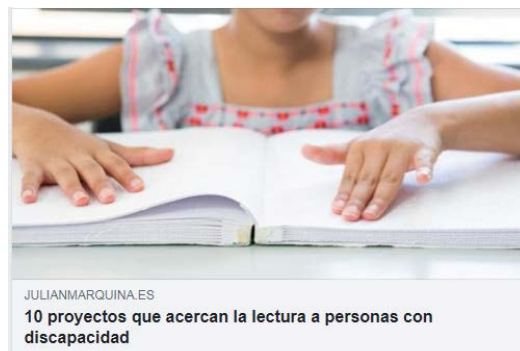 JULIANMARQUINA.ES
10 proyectos que acercan la lectura a personas con
discapacidad